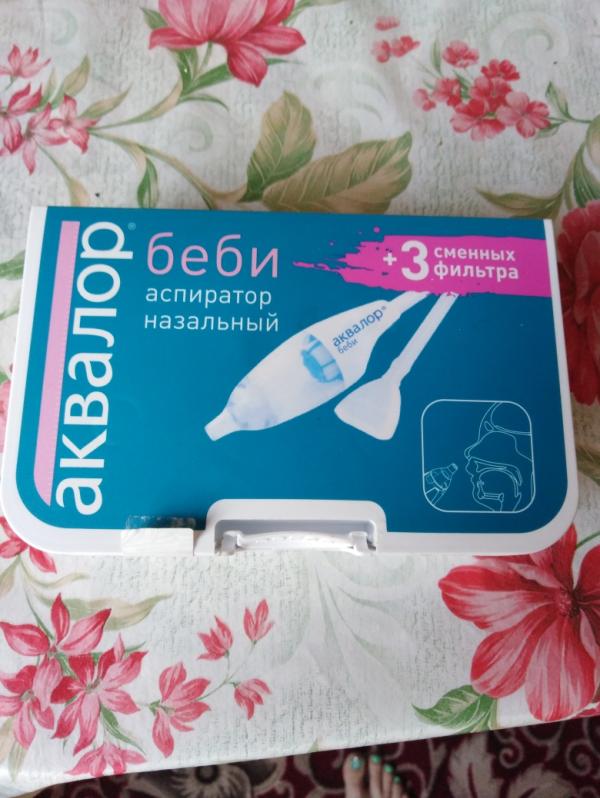 аквалор®
беби
аспиратор
назальный
+3 сменных
фильтра
аквалор®
беби